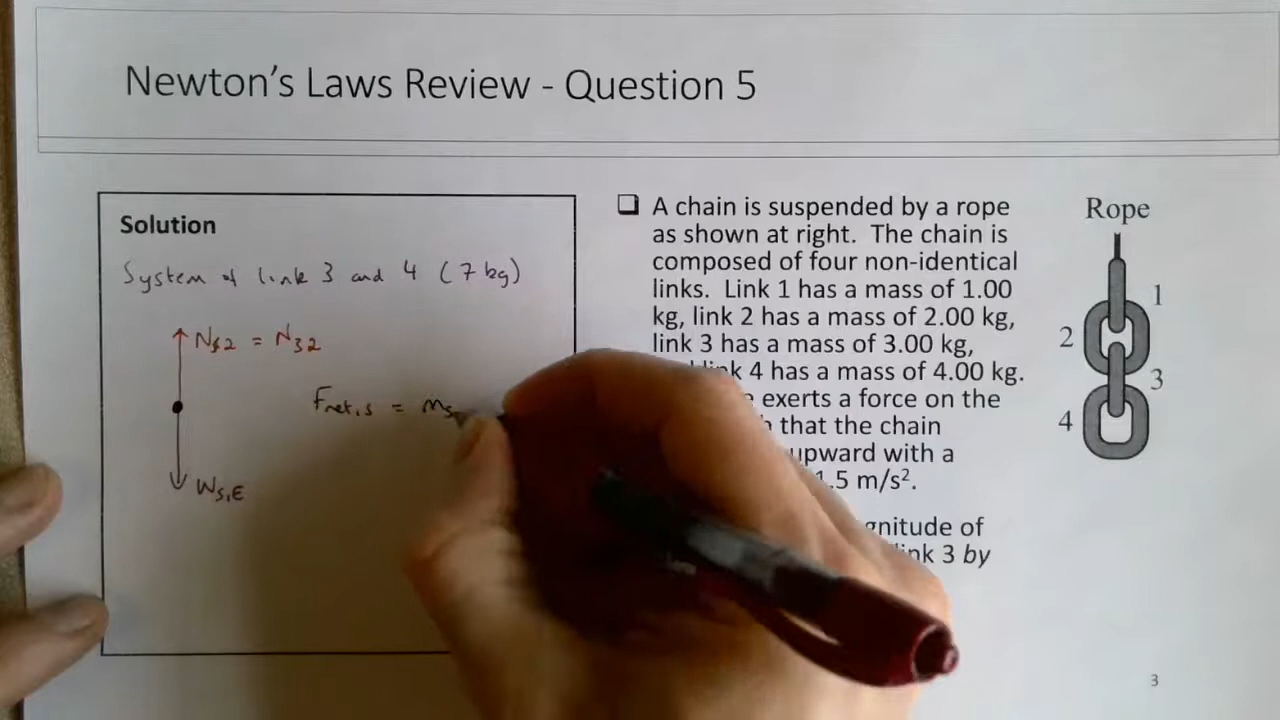 Newton's Laws Review - Question 5
Solution
System of link 3 and 4 (7 kg)
Ns2 = N32
Fnet,s = ms
Ws,E
❑ A chain is suspended by a rope
as shown at right. The chain is
composed of four non-identical
links. Link 1 has a mass of 1.00
kg, link 2 has a mass of 2.00 kg,
link 3 has a mass of 3.00 kg,
link 4 has a mass of 4.00 kg.
exerts a force on the
that the chain
upward with a
.5 m/s².
of
link 3 by
Rope
1
2
3
4
3